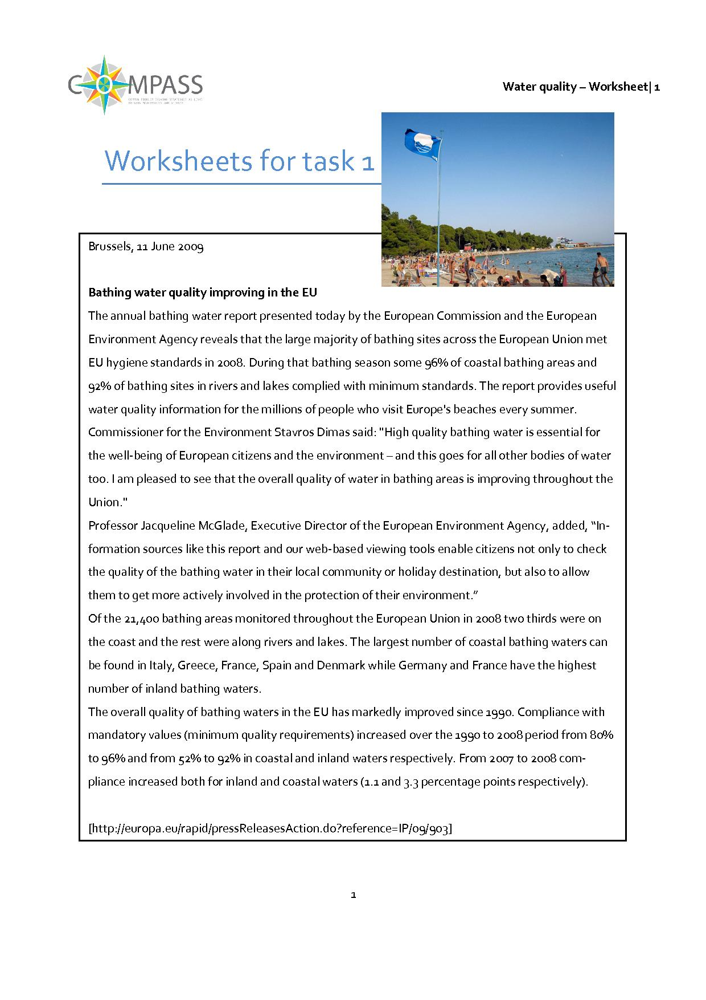 COMPASS
COMMON PROBLEM SOLVING STRATEGIES AS LINKS
BETWEEN MATHEMATICS AND SCIENCE
Water quality – Worksheet| 1
Worksheets for task 1
Brussels, 11 June 2009
Bathing water quality improving in the EU
The annual bathing water report presented today by the European Commission and the European
Environment Agency reveals that the large majority of bathing sites across the European Union met
EU hygiene standards in 2008. During that bathing season some 96% of coastal bathing areas and
92% of bathing sites in rivers and lakes complied with minimum standards. The report provides useful
water quality information for the millions of people who visit Europe's beaches every summer.
Commissioner for the Environment Stavros Dimas said: "High quality bathing water is essential for
the well-being of European citizens and the environment – and this goes for all other bodies of water
too. I am pleased to see that the overall quality of water in bathing areas is improving throughout the
Union."
Professor Jacqueline McGlade, Executive Director of the European Environment Agency, added, “In-
formation sources like this report and our web-based viewing tools enable citizens not only to check
the quality of the bathing water in their local community or holiday destination, but also to allow
them to get more actively involved in the protection of their environment.”
Of the 21,400 bathing areas monitored throughout the European Union in 2008 two thirds were on
the coast and the rest were along rivers and lakes. The largest number of coastal bathing waters can
be found in Italy, Greece, France, Spain and Denmark while Germany and France have the highest
number of inland bathing waters.
The overall quality of bathing waters in the EU has markedly improved since 1990. Compliance with
mandatory values (minimum quality requirements) increased over the 1990 to 2008 period from 80%
to 96% and from 52% to 92% in coastal and inland waters respectively. From 2007 to 2008 com-
pliance increased both for inland and coastal waters (1.1 and 3.3 percentage points respectively).
[http://europa.eu/rapid/pressReleasesAction.do?reference=IP/09/903]
1